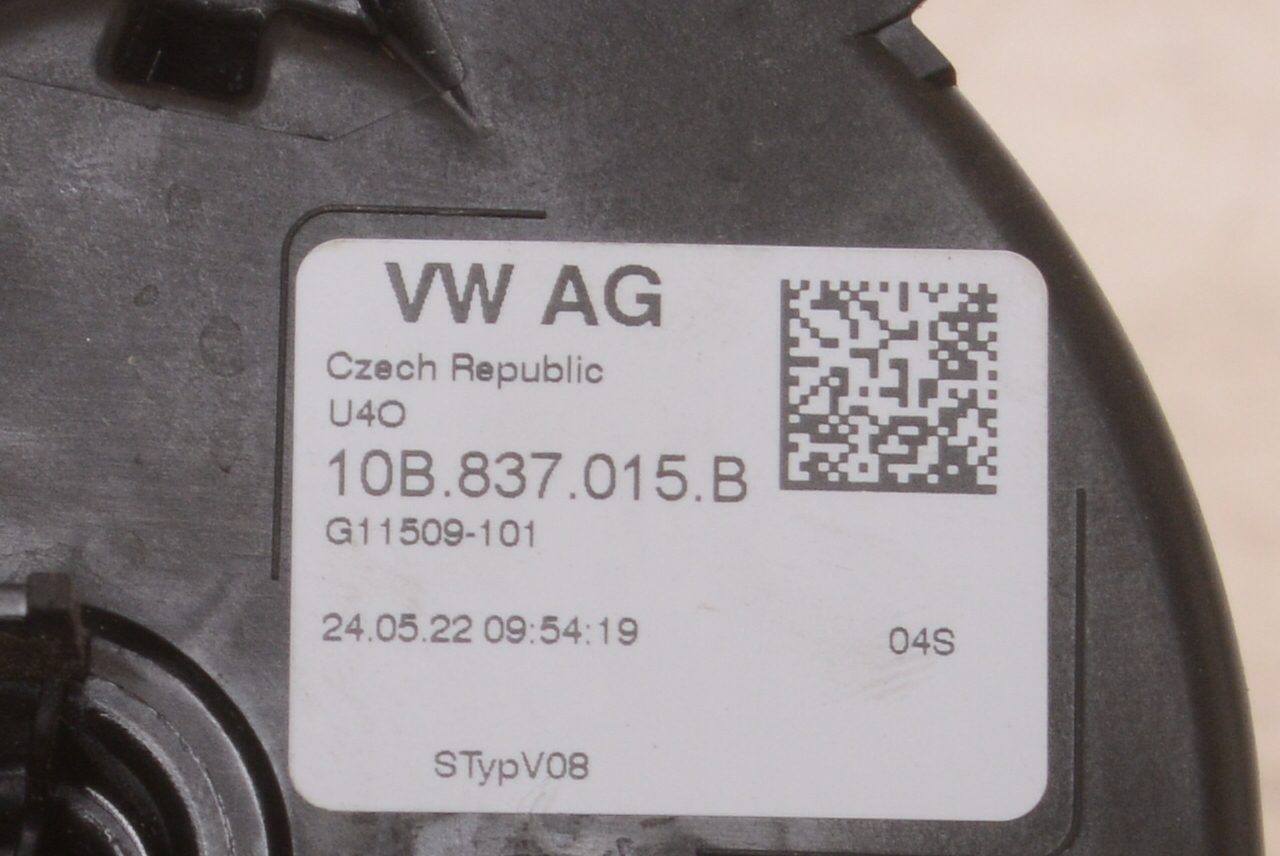 VW AG
Czech Republic
U4O
10B.837.015.B
G11509-101
24.05.22 09:54:19
04S
STypV08